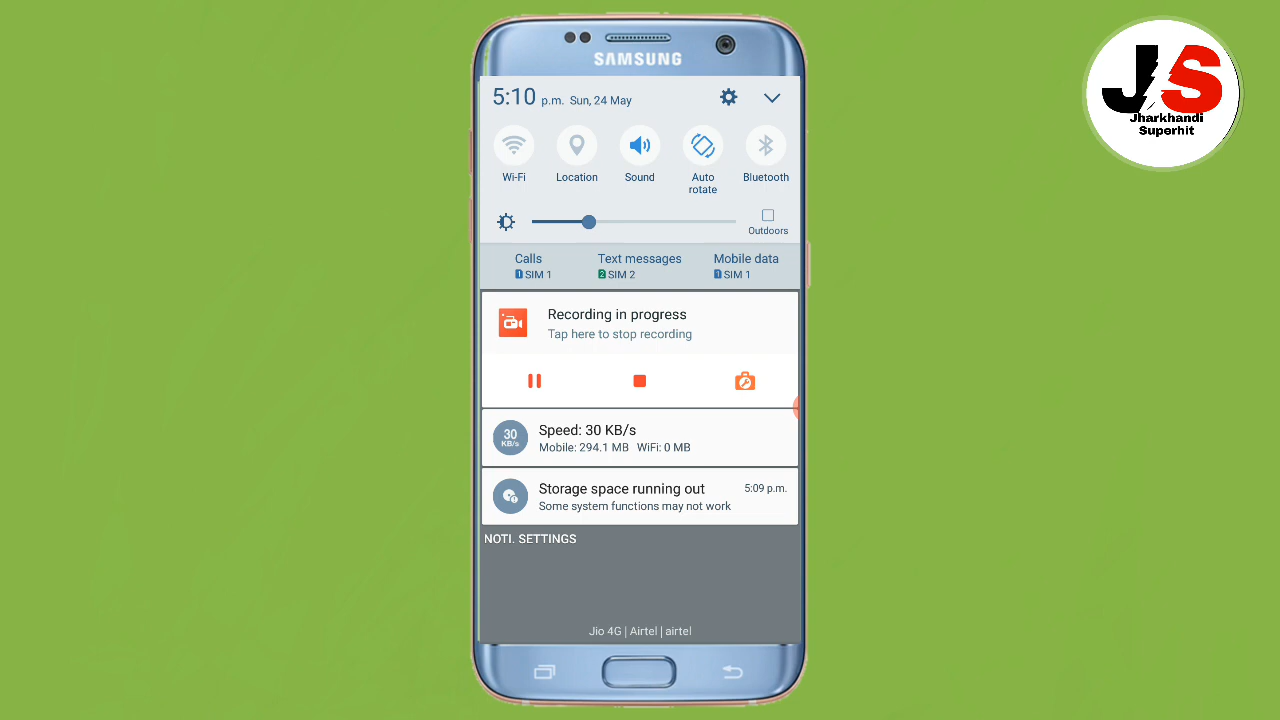 SAMSUNG
5:10 p.m. Sun, 24 May
Wi-Fi Location Sound Auto rotate Bluetooth
Outdoors
Calls Text messages Mobile data
1 SIM 1 2 SIM 2 1 SIM 1
Recording in progress
Tap here to stop recording
30 KB/s
Speed: 30 KB/s
Mobile: 294.1 MB WiFi: 0 MB
Storage space running out 5:09 p.m.
Some system functions may not work
NOTI. SETTINGS
Jio 4G | Airtel | airtel
JS
Jharkhandi
Superhit